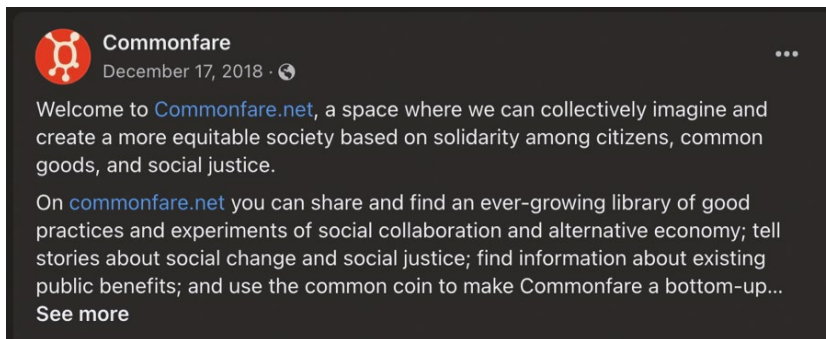 Commonfare
December 17, 2018 ·
Welcome to Commonfare.net, a space where we can collectively imagine and
create a more equitable society based on solidarity among citizens, common
goods, and social justice.
On commonfare.net you can share and find an ever-growing library of good
practices and experiments of social collaboration and alternative economy; tell
stories about social change and social justice; find information about existing
public benefits; and use the common coin to make Commonfare a bottom-up...
See more